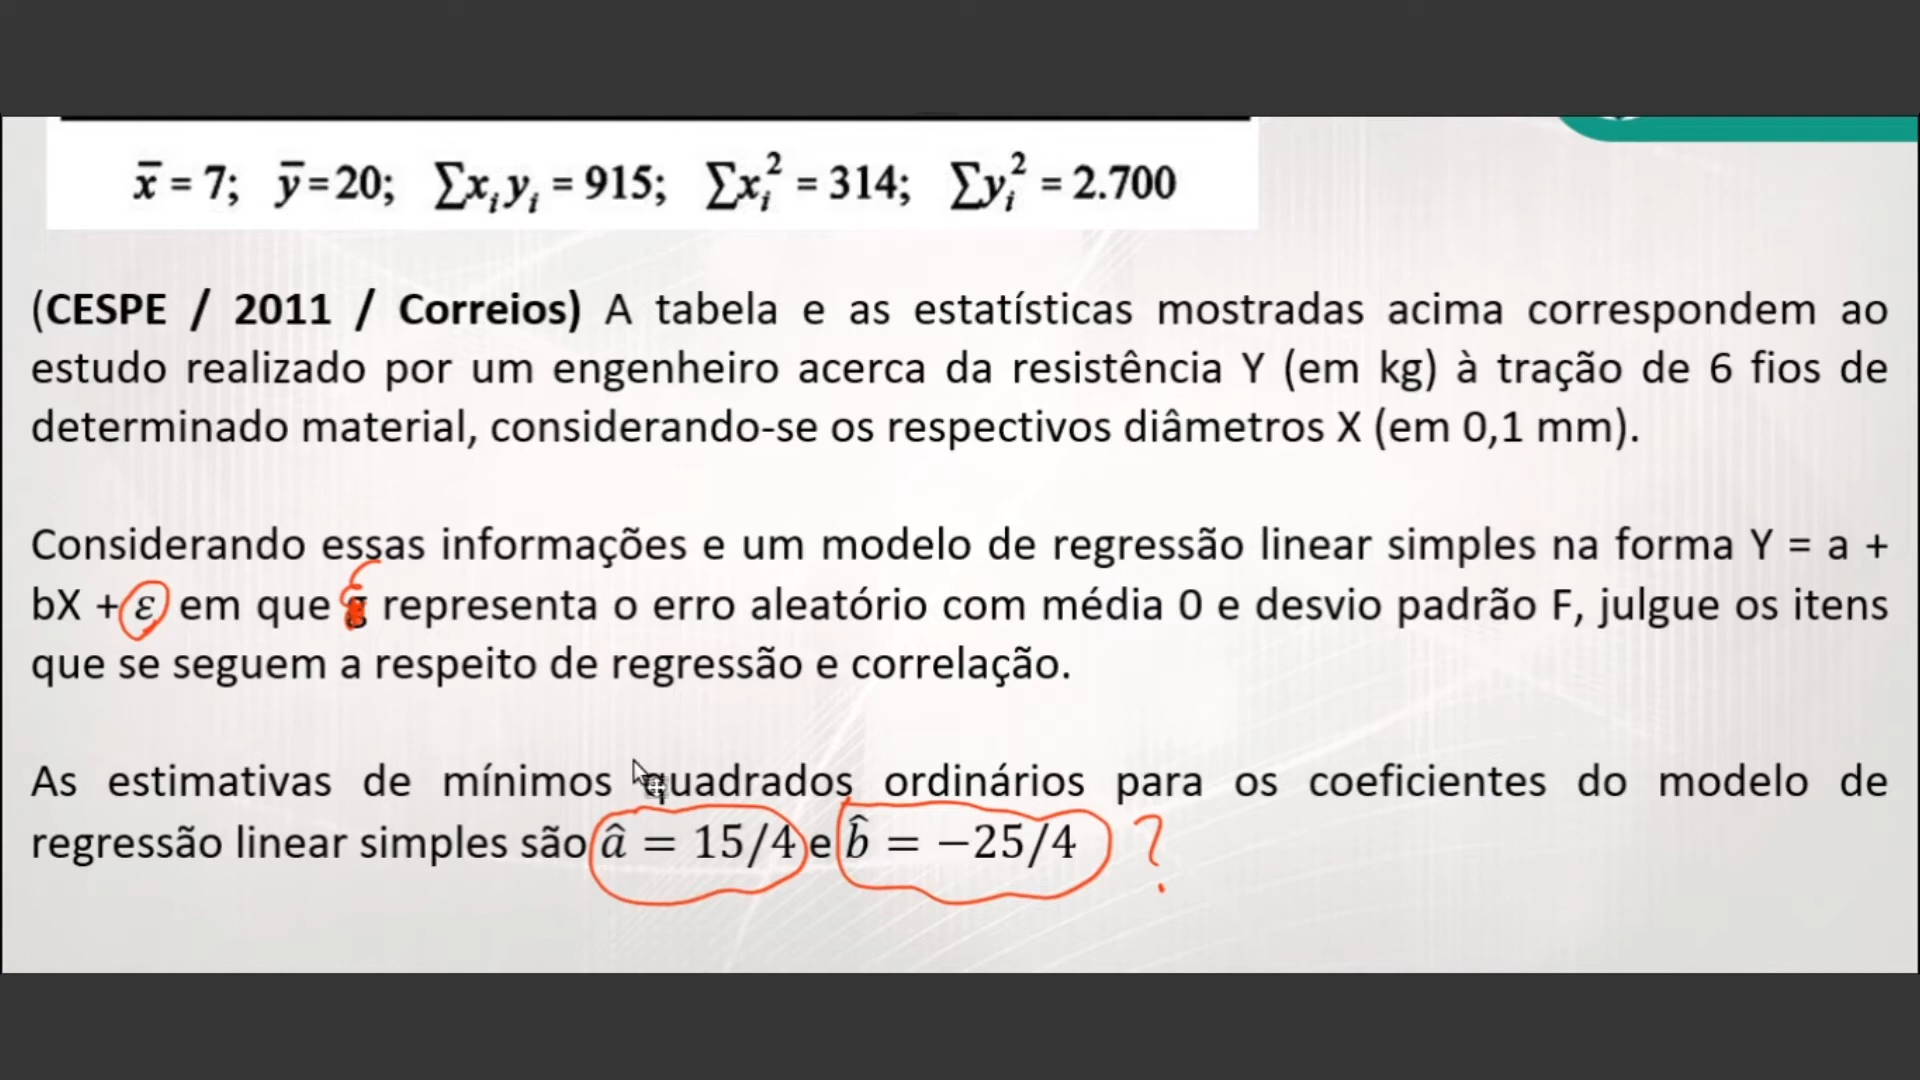 x̄ = 7; ȳ=20; ∑xᵢyᵢ = 915; ∑xᵢ² = 314; ∑yᵢ² = 2.700
(CESPE / 2011 / Correios) A tabela e as estatísticas mostradas acima correspondem ao
estudo realizado por um engenheiro acerca da resistência Y (em kg) à tração de 6 fios de
determinado material, considerando-se os respectivos diâmetros X (em 0,1 mm).
Considerando essas informações e um modelo de regressão linear simples na forma Y = a +
bX + ε em que representa o erro aleatório com média 0 e desvio padrão F, julgue os itens
que se seguem a respeito de regressão e correlação.
As estimativas de mínimos quadrados ordinários para os coeficientes do modelo de
regressão linear simples são â = 15/4 e b̂ = −25/4 ?